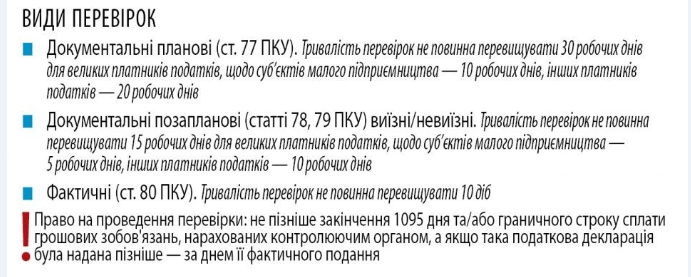 ВИДИ ПЕРЕВІРОК
Документальні планові (ст. 77 ПКУ). Тривалість перевірок не повинна перевищувати 30 робочих днів
для великих платників податків, щодо суб'єктів малого підприємництва — 10 робочих днів, інших платників
податків — 20 робочих днів
Документальні позапланові (статті 78, 79 ПКУ) виїзні/невиїзні. Тривалість перевірок не повинна
перевищувати 15 робочих днів для великих платників податків, щодо суб'єктів малого підприємництва —
5 робочих днів, інших платників податків — 10 робочих днів
Фактичні (ст. 80 ПКУ). Тривалість перевірок не повинна перевищувати 10 діб
! Право на проведення перевірки: не пізніше закінчення 1095 дня та/або граничного строку сплати
грошових зобов'язань, нарахованих контролюючим органом, а якщо така податкова декларація
була надана пізніше — за днем її фактичного подання